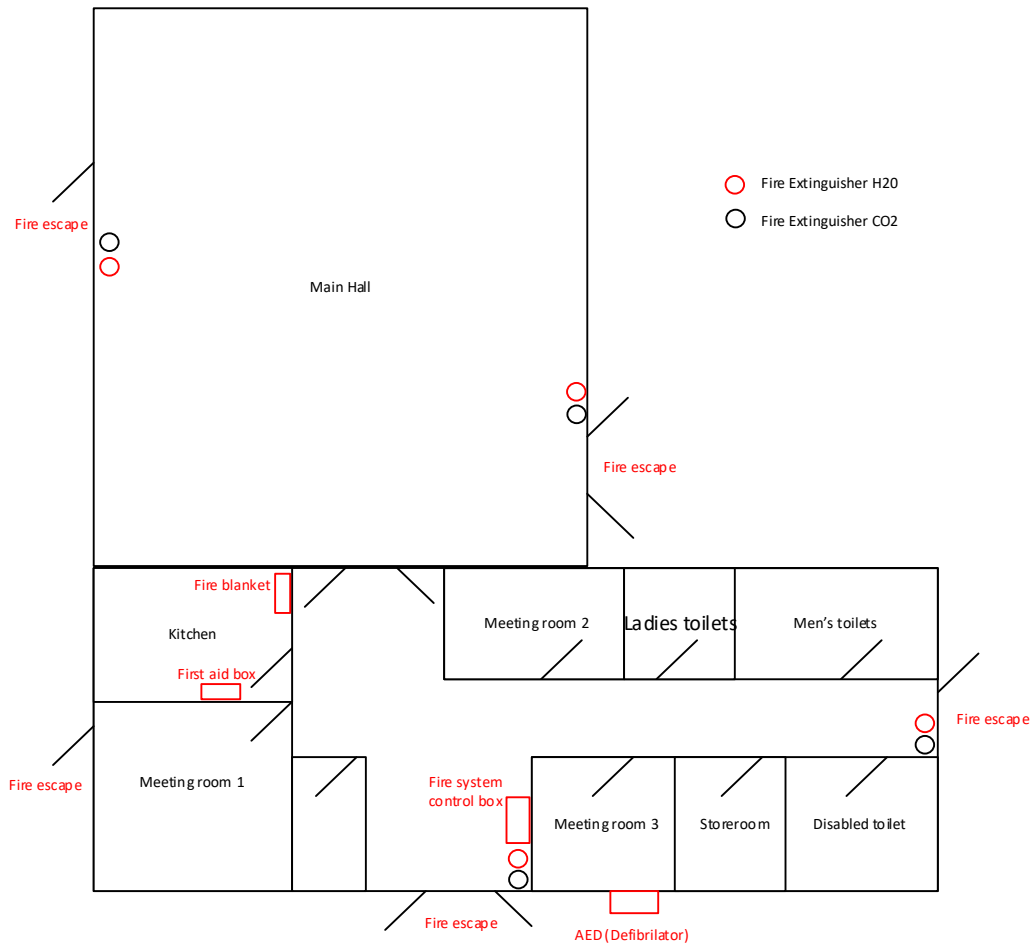 Fire Extinguisher H20
Fire escape
Fire Extinguisher CO2
Main Hall
Fire escape
Fire blanket
Kitchen
Meeting room 2
Ladies toilets
Men's toilets
First aid box
Fire escape
Fire escape
Meeting room 1
Fire system
control box
Meeting room 3
Storeroom
Disabled toilet
Fire escape
AED (Defibrilator)